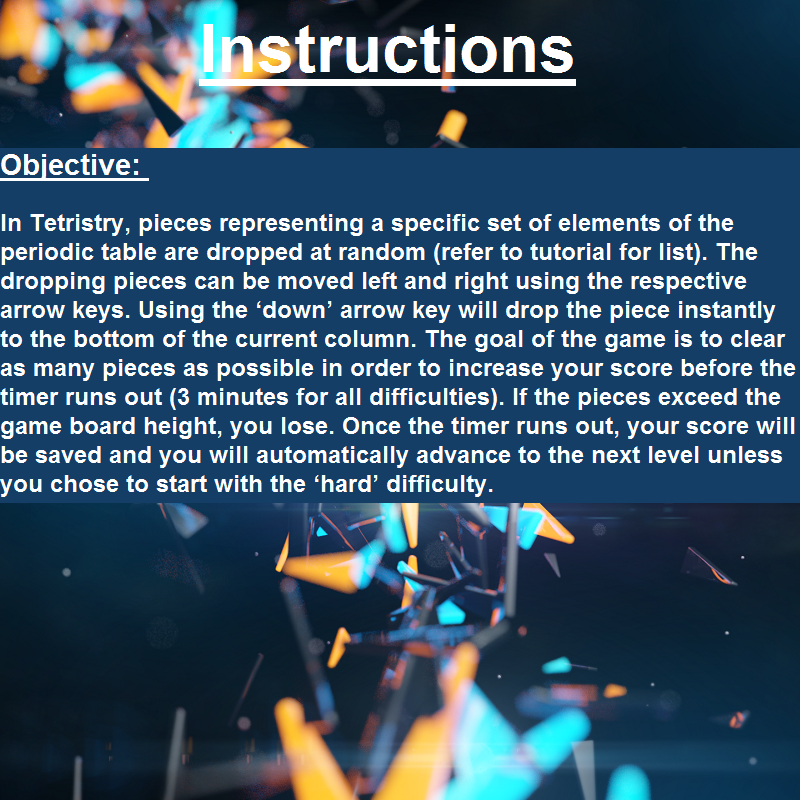 Instructions
Objective:
In Tetristry, pieces representing a specific set of elements of the
periodic table are dropped at random (refer to tutorial for list). The
dropping pieces can be moved left and right using the respective
arrow keys. Using the ‘down’ arrow key will drop the piece instantly
to the bottom of the current column. The goal of the game is to clear
as many pieces as possible in order to increase your score before the
timer runs out (3 minutes for all difficulties). If the pieces exceed the
game board height, you lose. Once the timer runs out, your score will
be saved and you will automatically advance to the next level unless
you chose to start with the ‘hard’ difficulty.